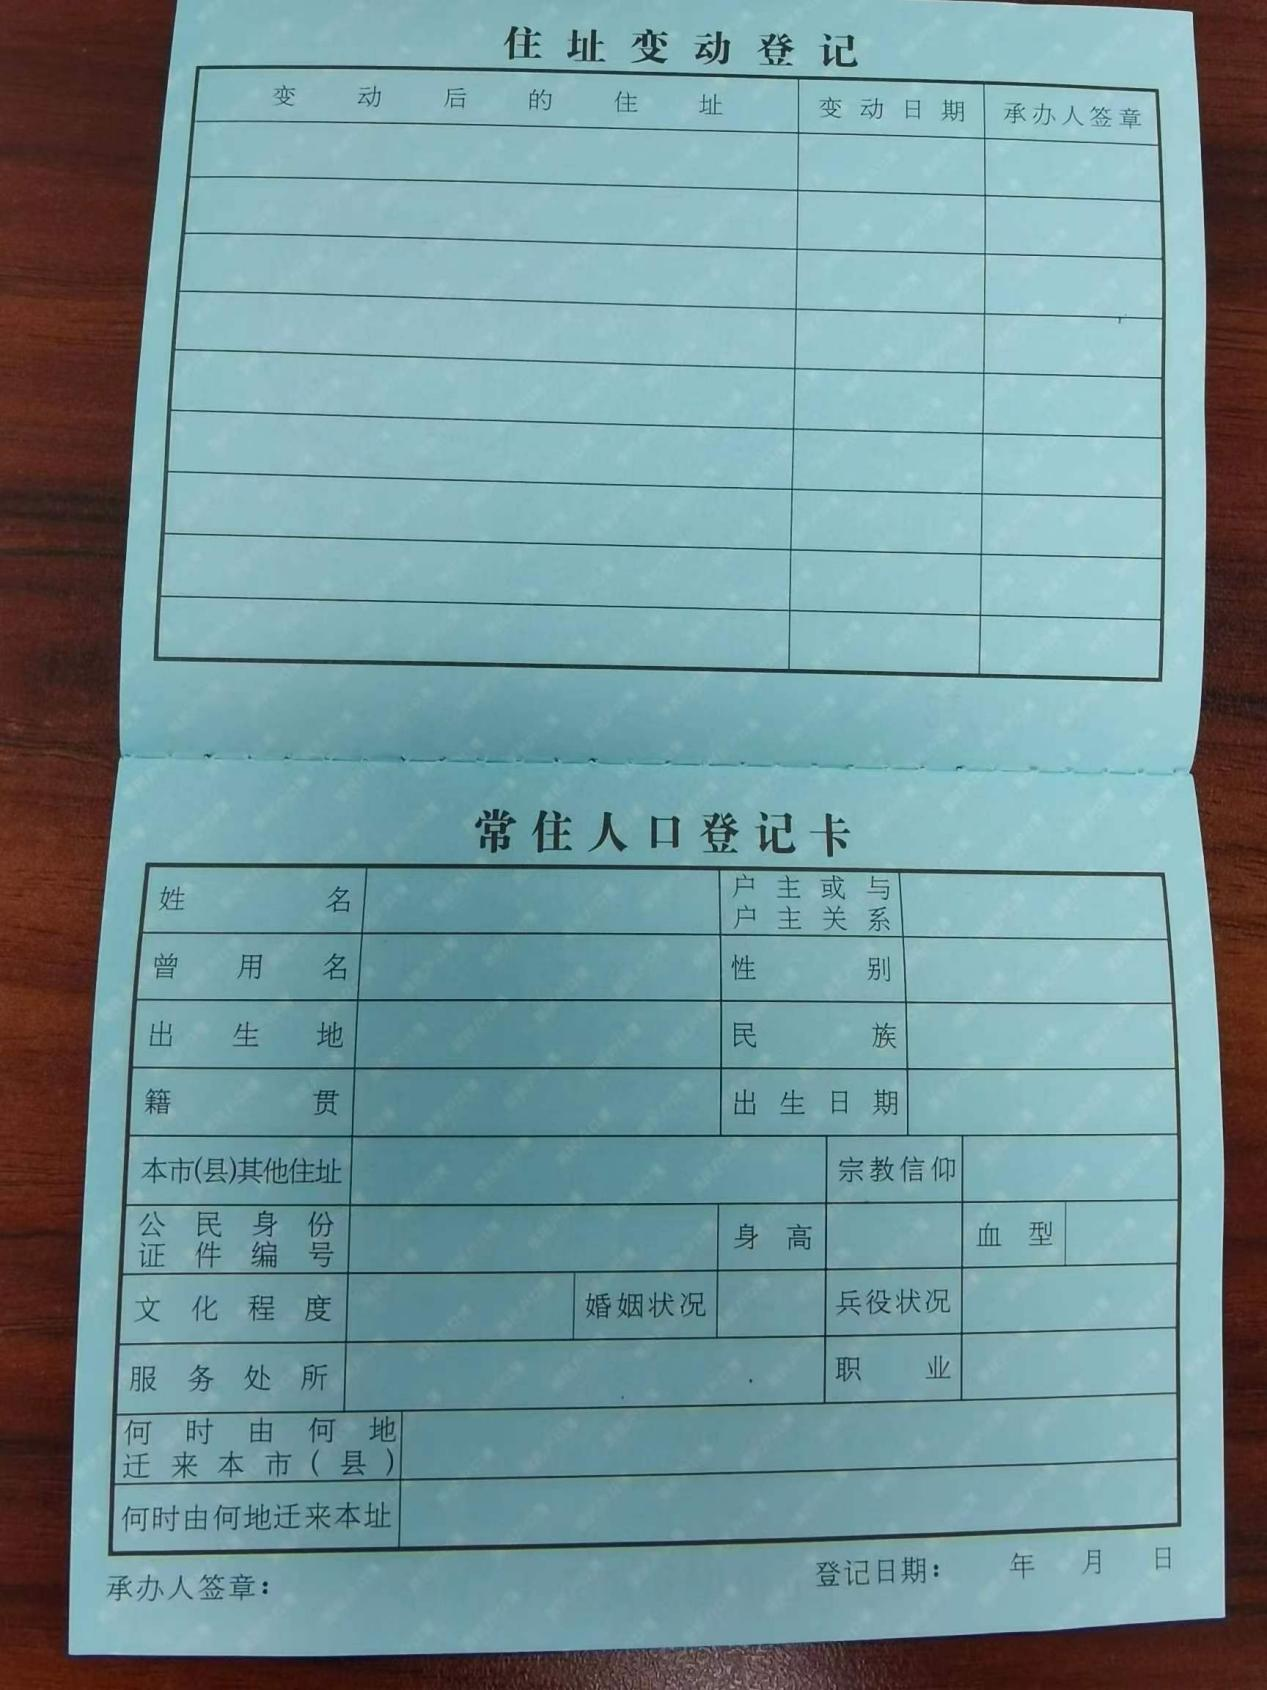 住址变动登记
变动后的住址 变动日期 承办人签章
常住人口登记卡
姓名 户主或与
户主关系
曾用名 性别
出生地 民族
籍贯 出生日期
本市(县)其他住址 宗教信仰
公民身份
证件编号 身高 血型
文化程度 婚姻状况 兵役状况
服务处所 职业
何时由何地
迁来本市(县)
何时由何地迁来本址
承办人签章： 登记日期： 年 月 日